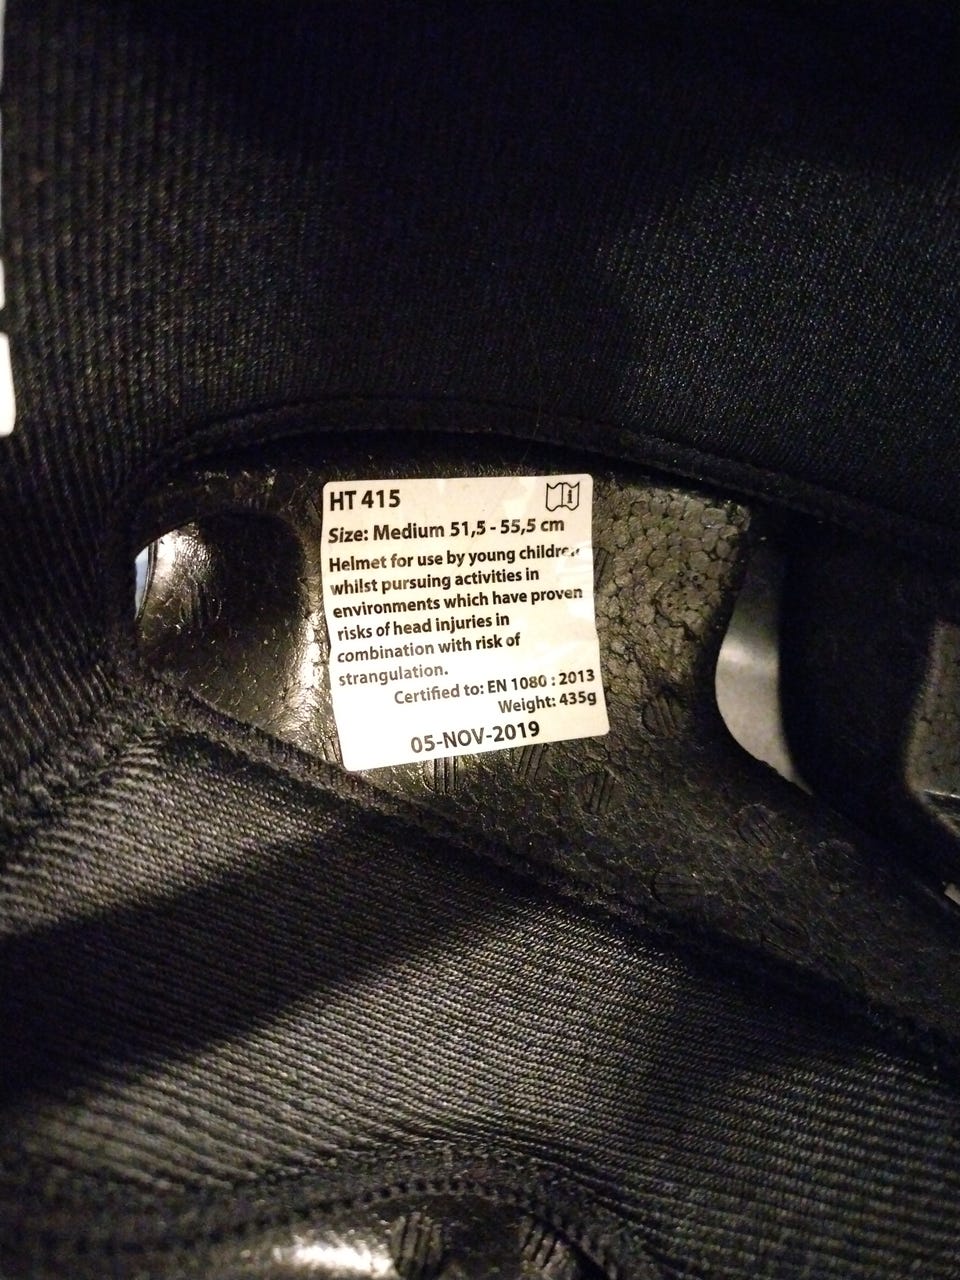 HT 415
Size: Medium 51,5 - 55,5 cm
Helmet for use by young children
whilst pursuing activities in
environments which have proven
risks of head injuries in
combination with risk of
strangulation.
Certified to: EN 1080 : 2013
Weight: 435g
05-NOV-2019